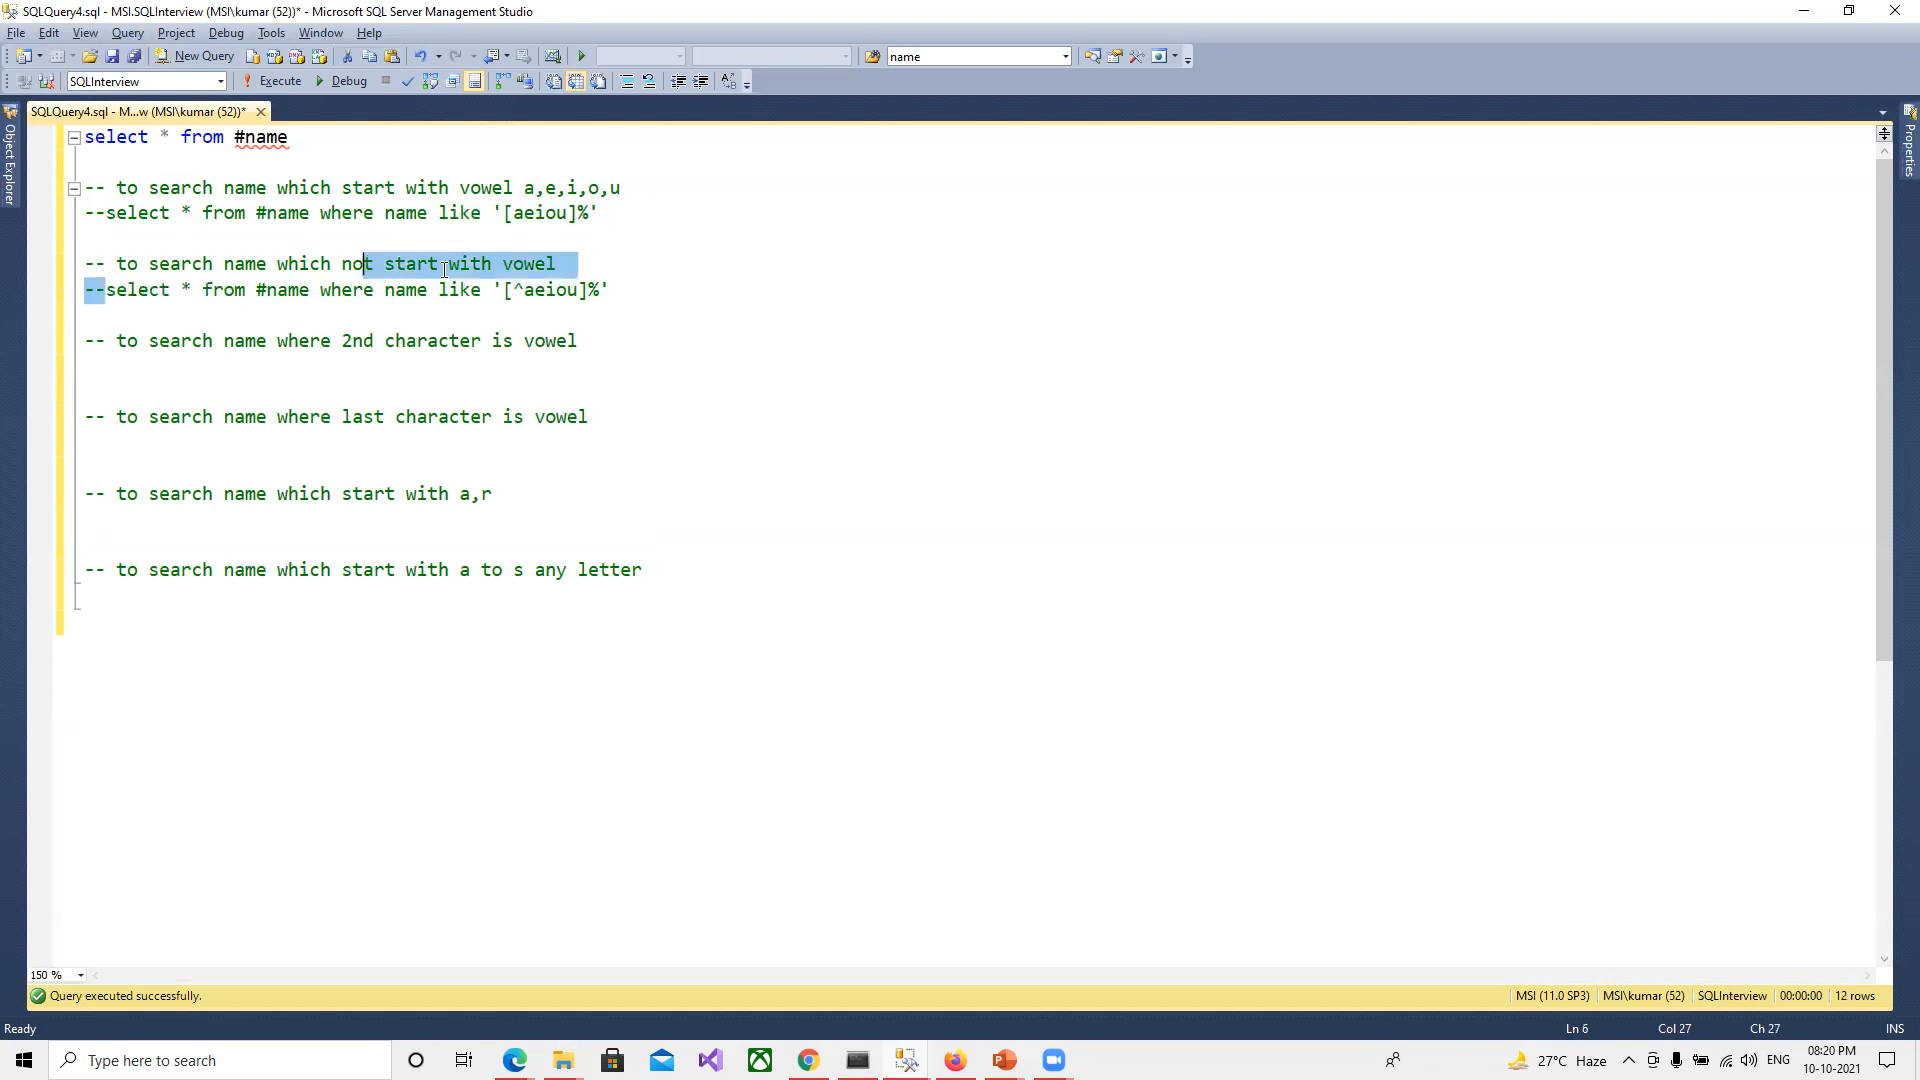 SQLQuery4.sql - MSI.SQLInterview (MSI\kumar (52))* - Microsoft SQL Server Management Studio
File Edit View Query Project Debug Tools Window Help
New Query name
SQLInterview Execute Debug
SQLQuery4.sql - M...w (MSI\kumar (52))*
Object Explorer
Properties
select * from #name
-- to search name which start with vowel a,e,i,o,u
--select * from #name where name like '[aeiou]%'
-- to search name which not start with vowel
--select * from #name where name like '[^aeiou]%'
-- to search name where 2nd character is vowel
-- to search name where last character is vowel
-- to search name which start with a,r
-- to search name which start with a to s any letter
150 %
Query executed successfully. MSI (11.0 SP3) MSI\kumar (52) SQLInterview 00:00:00 12 rows
Ready Ln 6 Col 27 Ch 27 INS
Type here to search 27°C Haze ENG 08:20 PM
10-10-2021